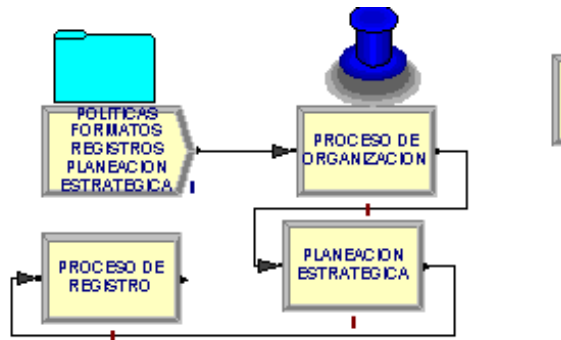 POLITICAS
FORMATOS
REGISTROS
PLANEACION
ESTRATEGICA
PROCESO DE
ORGANIZACION
PROCESO DE
REGISTRO
PLANEACION
ESTRATEGICA